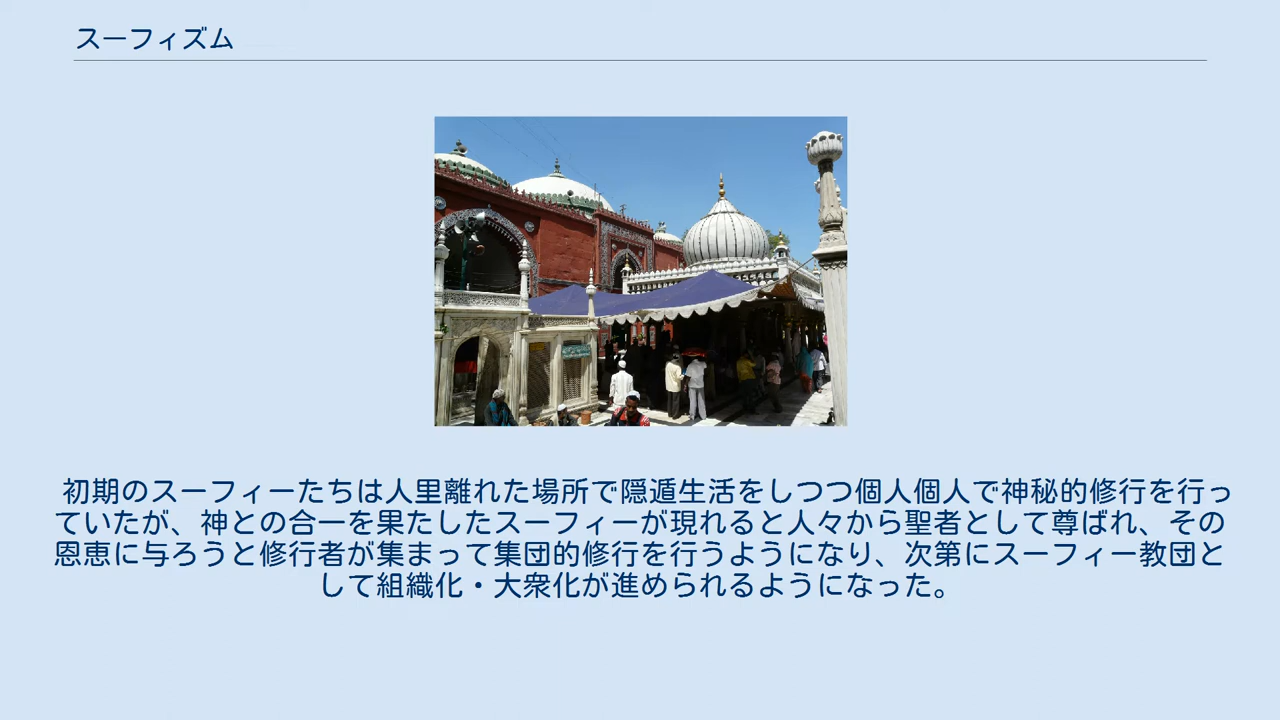 スーフィズム
初期のスーフィーたちは人里離れた場所で隠遁生活をしつつ個人個人で神秘的修行を行っ
ていたが、神との合一を果たしたスーフィーが現れると人々から聖者として尊ばれ、その
恩恵に与ろうと修行者が集まって集団的修行を行うようになり、次第にスーフィー教団と
して組織化・大衆化が進められるようになった。